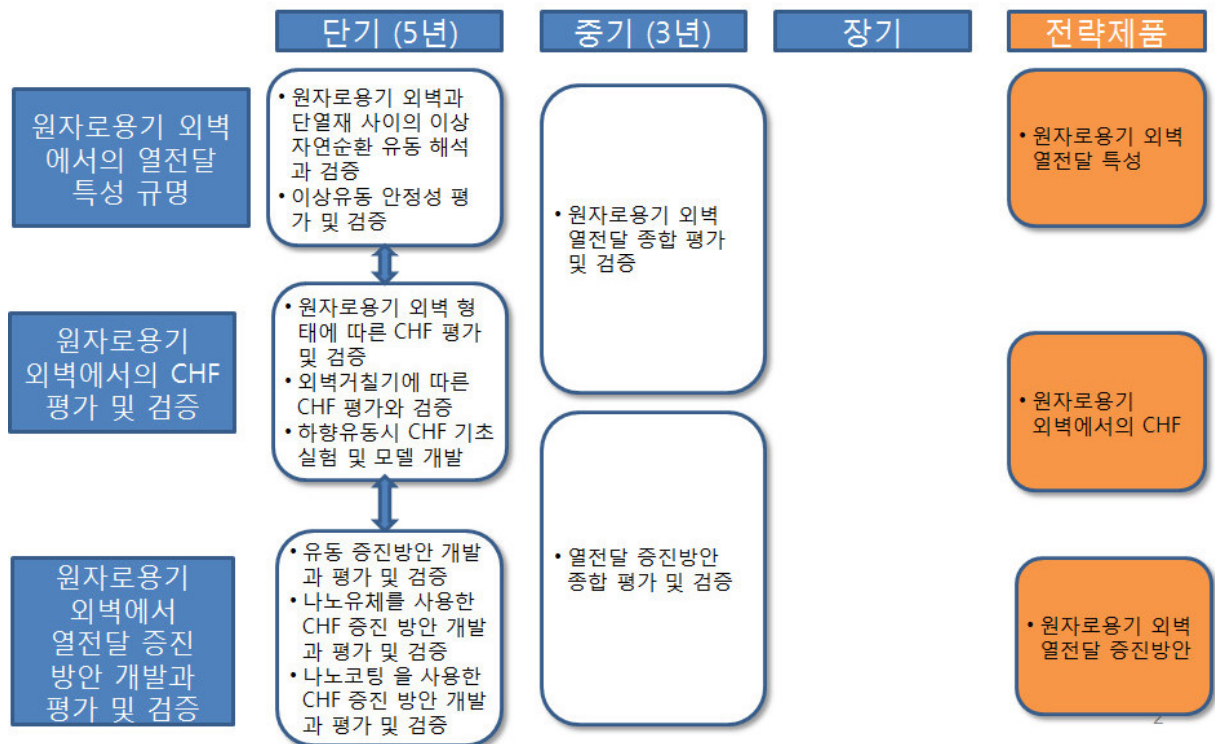 단기 (5년)
중기 (3년)
장기
전략제품
원자로용기 외벽
에서의 열전달
특성 규명
• 원자로용기 외벽과
단열재 사이의 이상
자연순환 유동 해석
과 검증
• 이상유동 안정성 평
가 및 검증
• 원자로용기 외벽
열전달 종합 평가
및 검증
• 원자로용기 외벽
열전달 특성
원자로용기
외벽에서의 CHF
평가 및 검증
• 원자로용기 외벽 형
태에 따른 CHF 평가
및 검증
• 외벽거칠기에 따른
CHF 평가와 검증
• 하향유동시 CHF 기초
실험 및 모델 개발
• 원자로용기
외벽에서의 CHF
원자로용기
외벽에서
열전달 증진
방안 개발과
평가 및 검증
• 유동 증진방안 개발
과 평가 및 검증
• 나노유체를 사용한
CHF 증진 방안 개발
과 평가 및 검증
• 나노코팅 을 사용한
CHF 증진 방안 개발
과 평가 및 검증
• 열전달 증진방안
종합 평가 및 검증
• 원자로용기 외벽
열전달 증진방안